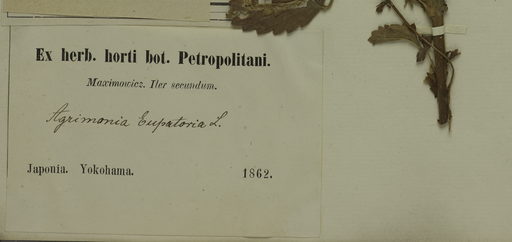 Ex herb. horti bot. Petropolitani.
Maximowicz. Iter secundum.
Agrimonia Eupatoria L.
Japonia. Yokohama. 1862.